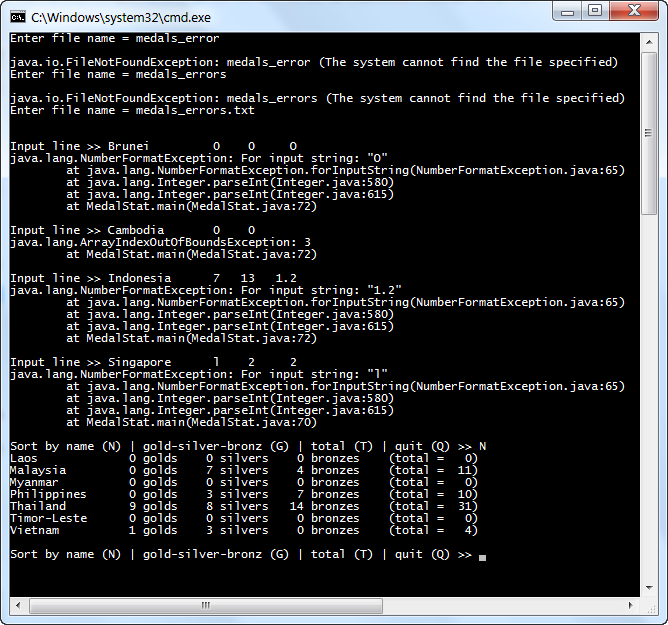 C:\Windows\system32\cmd.exe
Enter file name = medals_error
java.io.FileNotFoundException: medals_error (The system cannot find the file specified)
Enter file name = medals_errors
java.io.FileNotFoundException: medals_errors (The system cannot find the file specified)
Enter file name = medals_errors.txt
Input line >> Brunei         0    0     O
java.lang.NumberFormatException: For input string: "O"
        at java.lang.NumberFormatException.forInputString(NumberFormatException.java:65)
        at java.lang.Integer.parseInt(Integer.java:580)
        at java.lang.Integer.parseInt(Integer.java:615)
        at MedalStat.main(MedalStat.java:72)
Input line >> Cambodia       0    0
java.lang.ArrayIndexOutOfBoundsException: 3
        at MedalStat.main(MedalStat.java:72)
Input line >> Indonesia      7   13   1.2
java.lang.NumberFormatException: For input string: "1.2"
        at java.lang.NumberFormatException.forInputString(NumberFormatException.java:65)
        at java.lang.Integer.parseInt(Integer.java:580)
        at java.lang.Integer.parseInt(Integer.java:615)
        at MedalStat.main(MedalStat.java:72)
Input line >> Singapore      l    2     2
java.lang.NumberFormatException: For input string: "l"
        at java.lang.NumberFormatException.forInputString(NumberFormatException.java:65)
        at java.lang.Integer.parseInt(Integer.java:580)
        at java.lang.Integer.parseInt(Integer.java:615)
        at MedalStat.main(MedalStat.java:70)
Sort by name (N) | gold-silver-bronz (G) | total (T) | quit (Q) >> N
Laos             0 golds    0 silvers    0 bronzes    (total =   0)
Malaysia         0 golds    7 silvers    4 bronzes    (total =  11)
Myanmar          0 golds    0 silvers    0 bronzes    (total =   0)
Philippines      0 golds    3 silvers    7 bronzes    (total =  10)
Thailand         9 golds    8 silvers   14 bronzes    (total =  31)
Timor-Leste      0 golds    0 silvers    0 bronzes    (total =   0)
Vietnam          1 golds    3 silvers    0 bronzes    (total =   4)
Sort by name (N) | gold-silver-bronz (G) | total (T) | quit (Q) >>